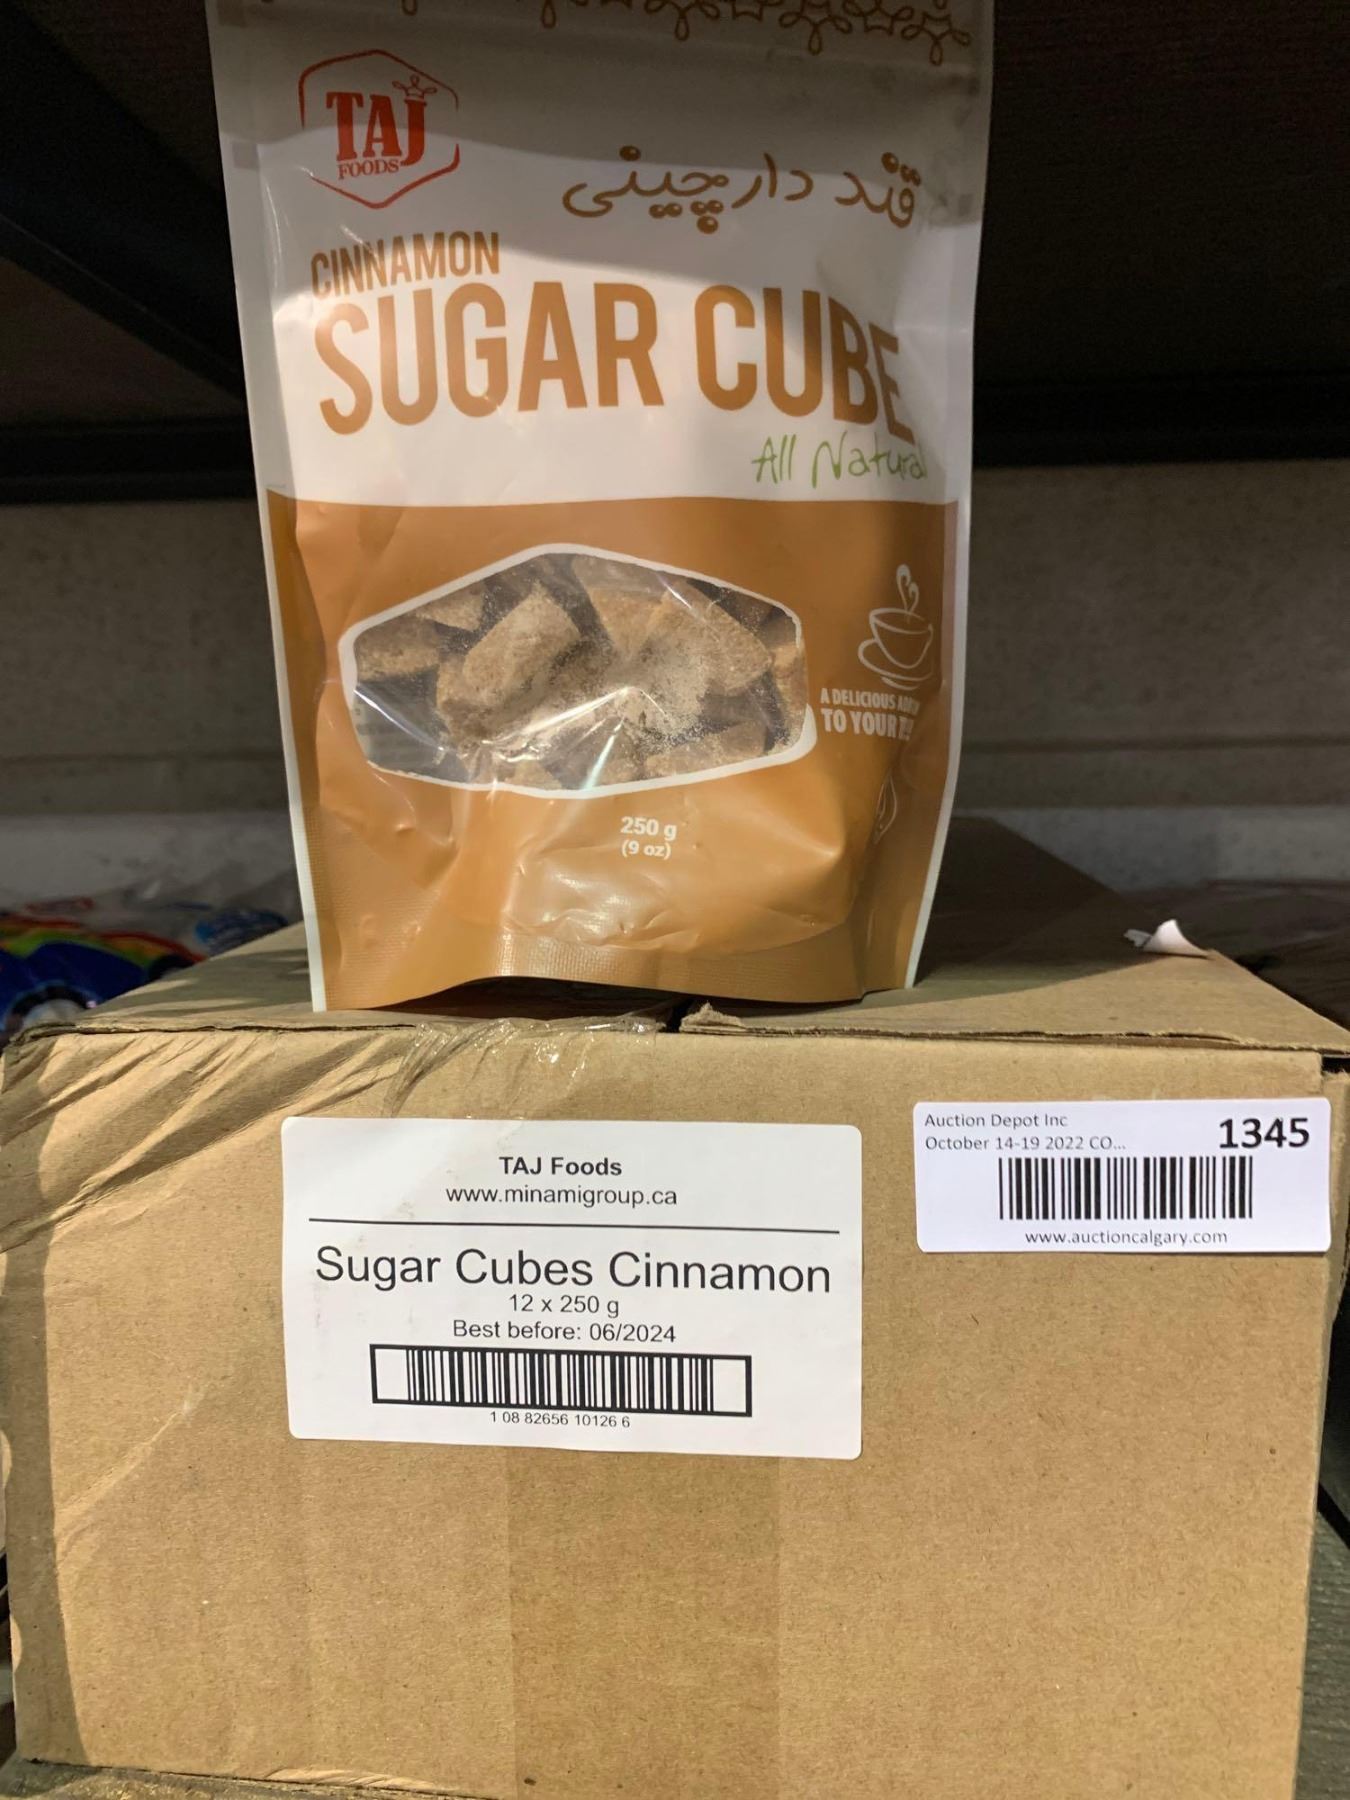 TAJ
FOODS
قند دارچینی
CINNAMON
SUGAR CUBE
All Natural
A DELICIOUS
TO YOUR
250 g
(9 oz)
Auction Depot Inc
1345
October 14-19 2022 CO...
www.auctioncalgary.com
TAJ Foods
www.minamigroup.ca
Sugar Cubes Cinnamon
12 x 250 g
Best before: 06/2024
1 08 82656 10126 6